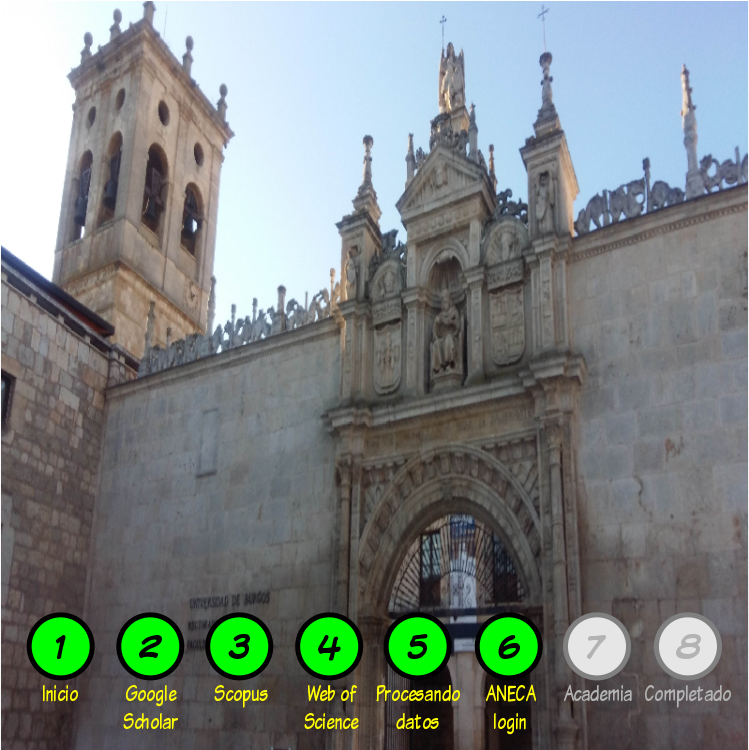 UNIVERSIDAD DE BURGOS
1
2
3
4
5
6
7
8
Inicio
Google
Scholar
Scopus
Web of
Science
Procesando
datos
ANECA
login
Academia
Completado